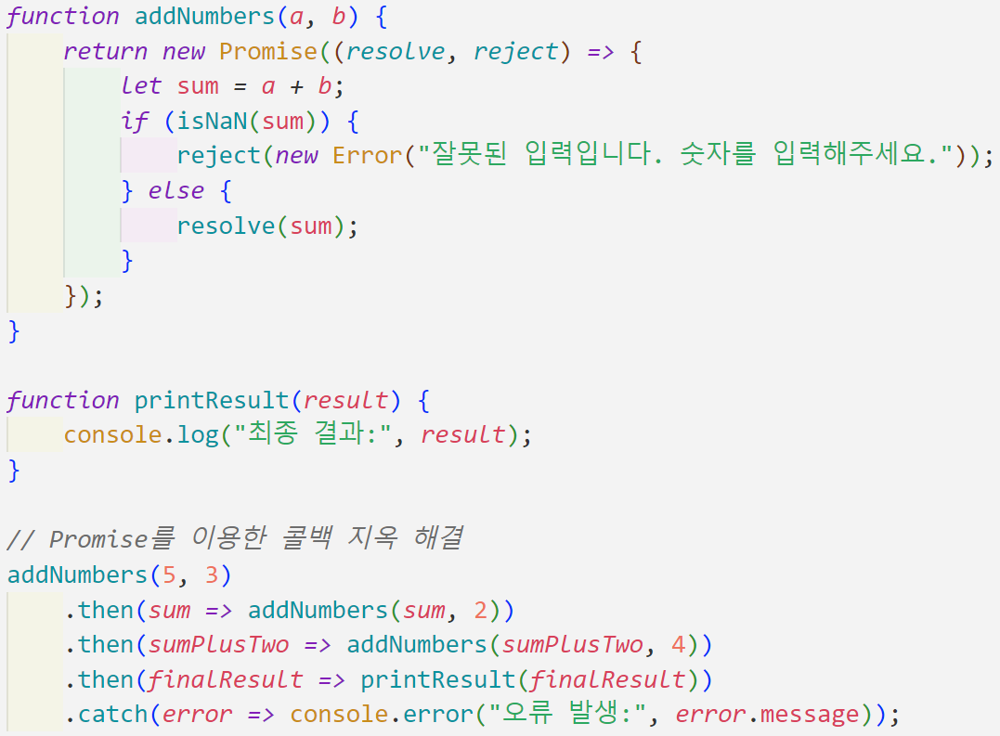 function addNumbers(a, b) {
    return new Promise((resolve, reject) => {
        let sum = a + b;
        if (isNaN(sum)) {
            reject(new Error("잘못된 입력입니다. 숫자를 입력해주세요."));
        } else {
            resolve(sum);
        }
    });
}

function printResult(result) {
    console.log("최종 결과:", result);
}

// Promise를 이용한 콜백 지옥 해결
addNumbers(5, 3)
    .then(sum => addNumbers(sum, 2))
    .then(sumPlusTwo => addNumbers(sumPlusTwo, 4))
    .then(finalResult => printResult(finalResult))
    .catch(error => console.error("오류 발생:", error.message));